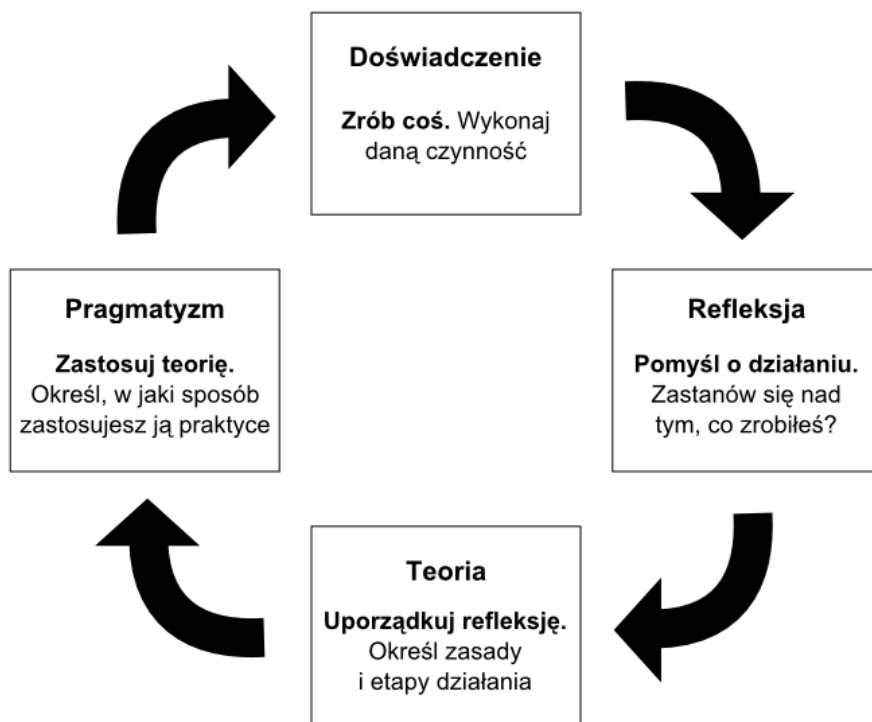 Doświadczenie
Zrób coś. Wykonaj
daną czynność
Refleksja
Pomyśl o działaniu.
Zastanów się nad
tym, co zrobiłeś?
Teoria
Uporządkuj refleksję.
Określ zasady
i etapy działania
Pragmatyzm
Zastosuj teorię.
Określ, w jaki sposób
zastosujesz ją praktyce